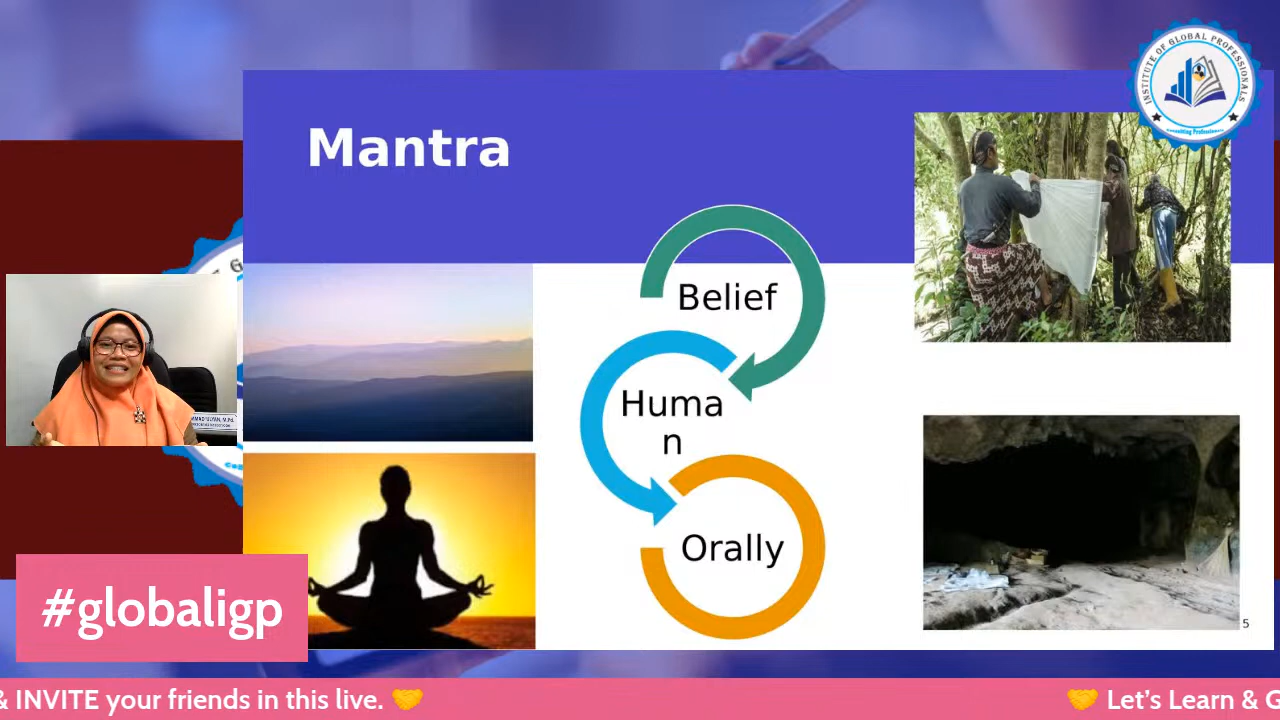 INSTITUTE OF GLOBAL PROFESSIONALS
Mantra
Belief
Huma
n
Orally
5
#globaligp
& INVITE your friends in this live. 🤝
🤝 Let's Learn & G